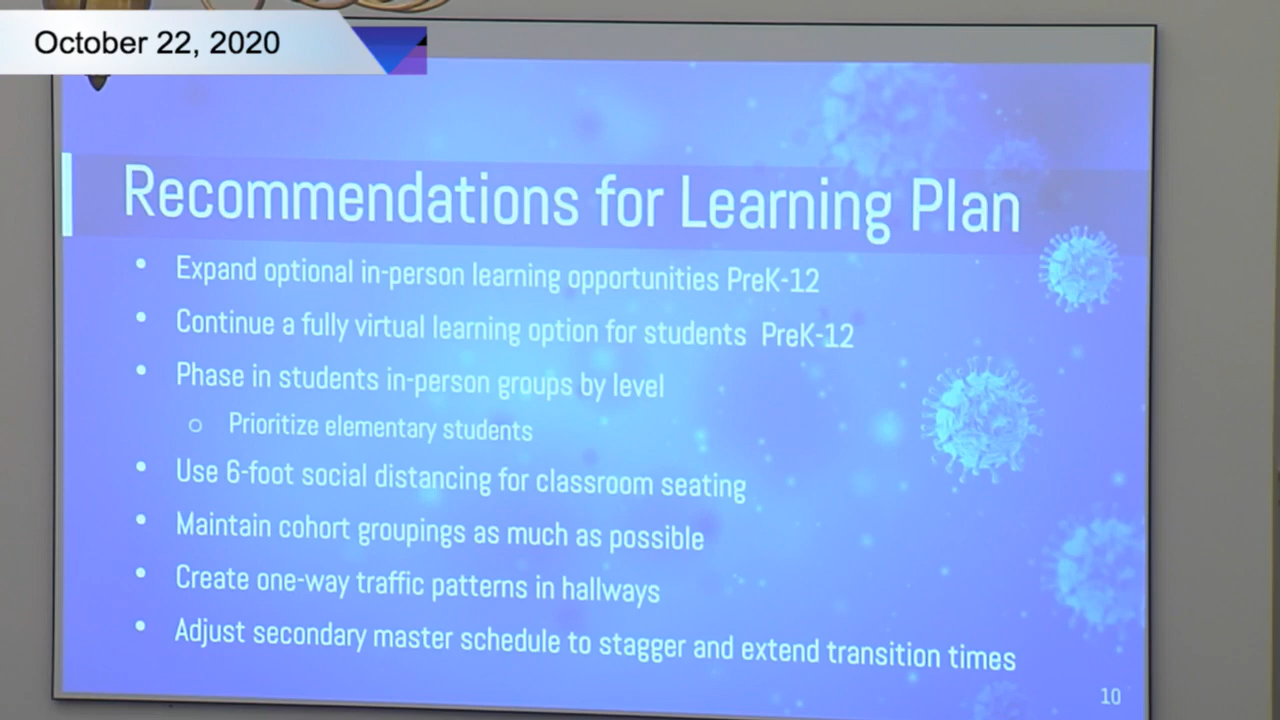 October 22, 2020
Recommendations for Learning Plan
• Expand optional in-person learning opportunities PreK-12
• Continue a fully virtual learning option for students PreK-12
• Phase in students in-person groups by level
o Prioritize elementary students
• Use 6-foot social distancing for classroom seating
• Maintain cohort groupings as much as possible
• Create one-way traffic patterns in hallways
• Adjust secondary master schedule to stagger and extend transition times
10